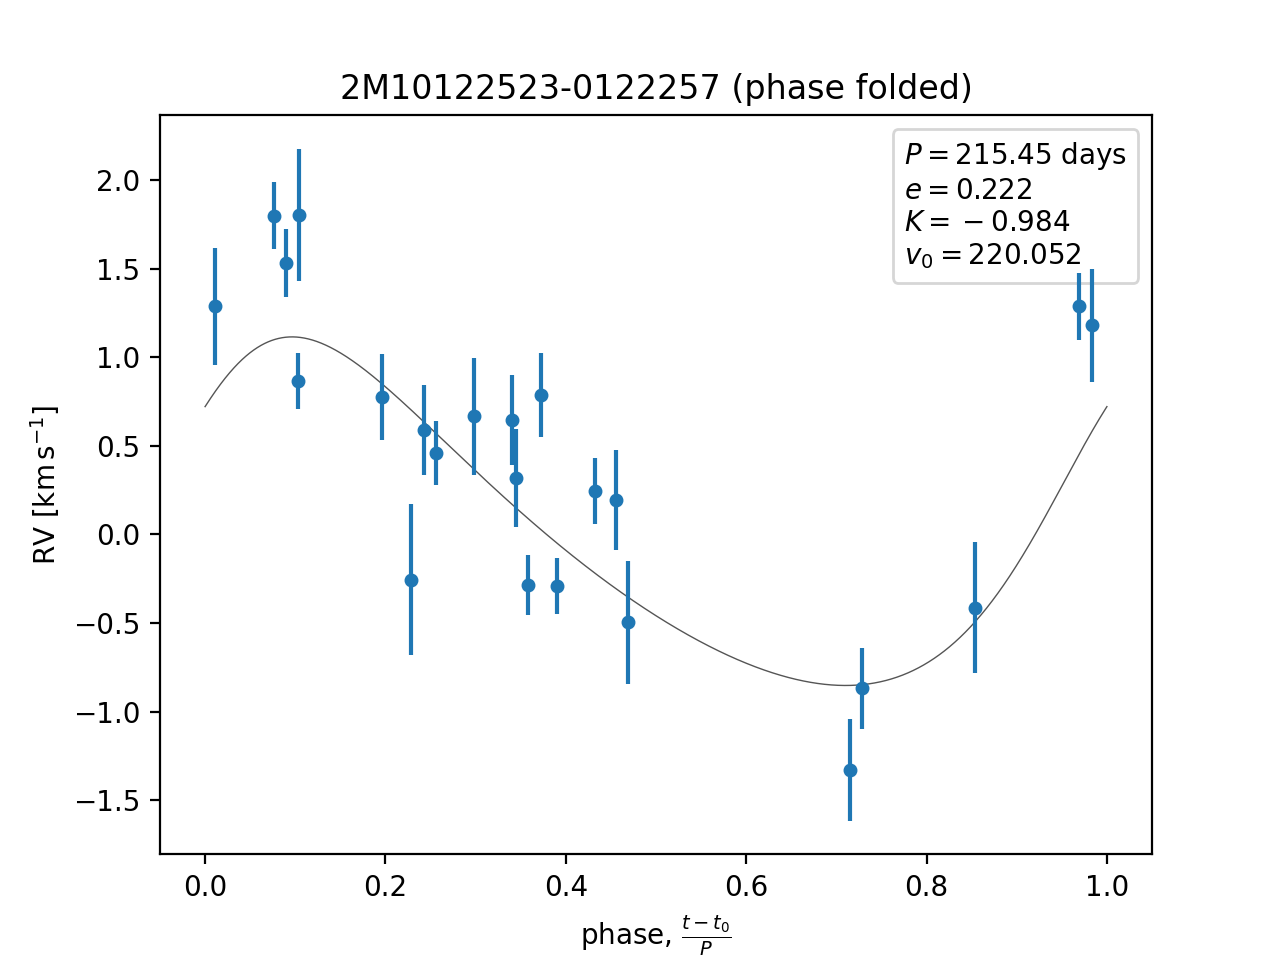 2M10122523-0122257 (phase folded)
P = 215.45 days
e = 0.222
K = −0.984
v₀ = 220.052
RV [km s⁻¹]
2.0
1.5
1.0
0.5
0.0
−0.5
−1.0
−1.5
0.0 0.2 0.4 0.6 0.8 1.0
phase, (t − t₀)/P